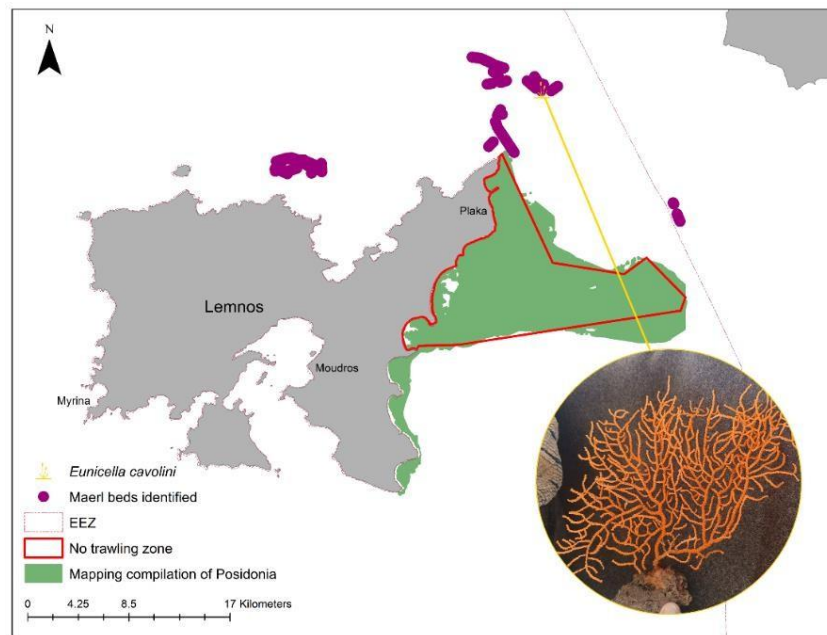 N
Plaka
Lemnos
Moudros
Myrina
Eunicella cavolini
Maerl beds identified
EEZ
No trawling zone
Mapping compilation of Posidonia
0 4.25 8.5 17 Kilometers